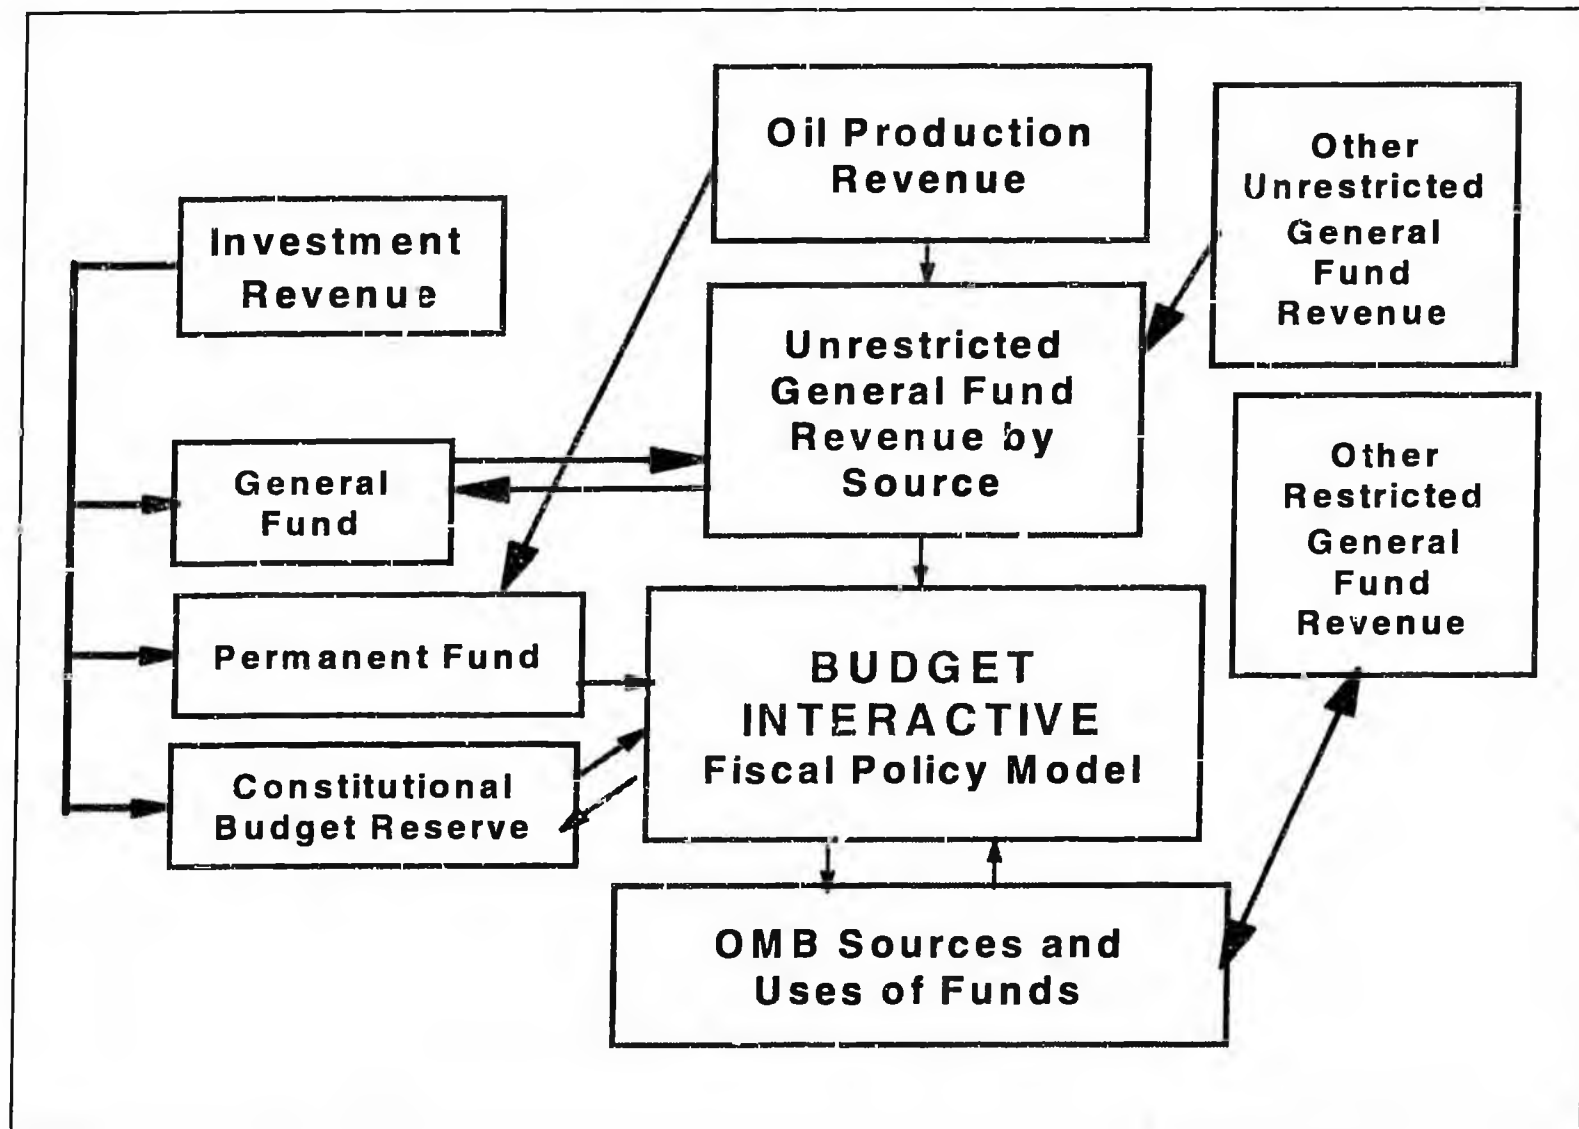 Oil Production
Revenue
Other
Unrestricted
General
Fund
Revenue
Investment
Revenue
Unrestricted
General Fund
Revenue by
Source
General
Fund
Other
Restricted
General
Fund
Revenue
Permanent Fund
BUDGET
INTERACTIVE
Fiscal Policy Model
Constitutional
Budget Reserve
OMB Sources and
Uses of Funds